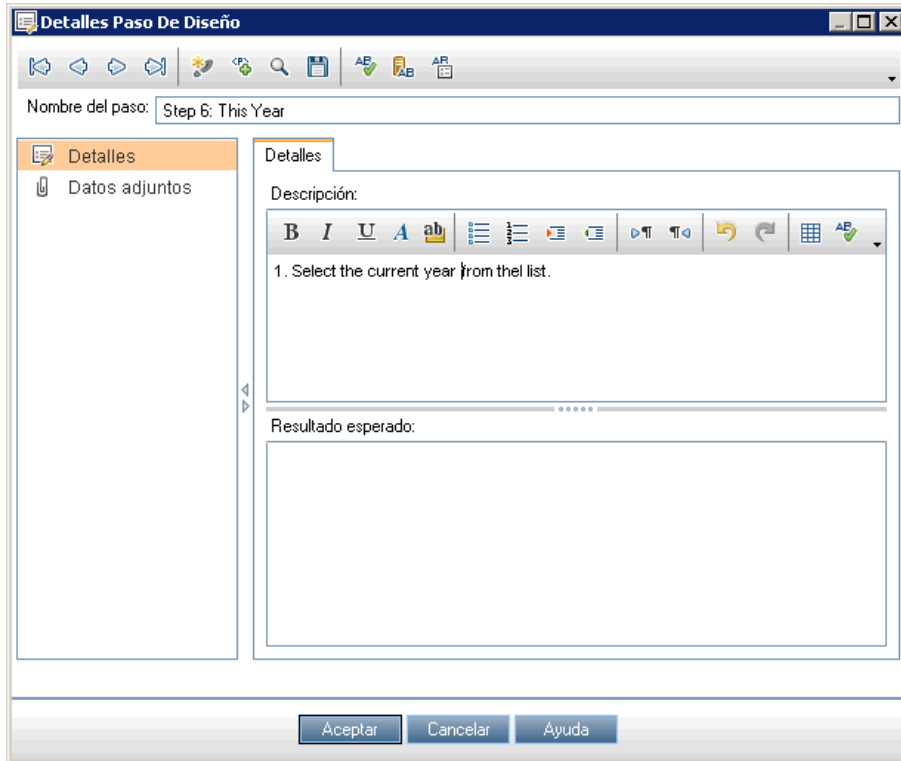 Detalles Paso De Diseño
Nombre del paso: Step 6: This Year
Detalles
Datos adjuntos
Detalles
Descripción:
B I U A ab
1. Select the current year from thel list.
Resultado esperado:
Aceptar Cancelar Ayuda